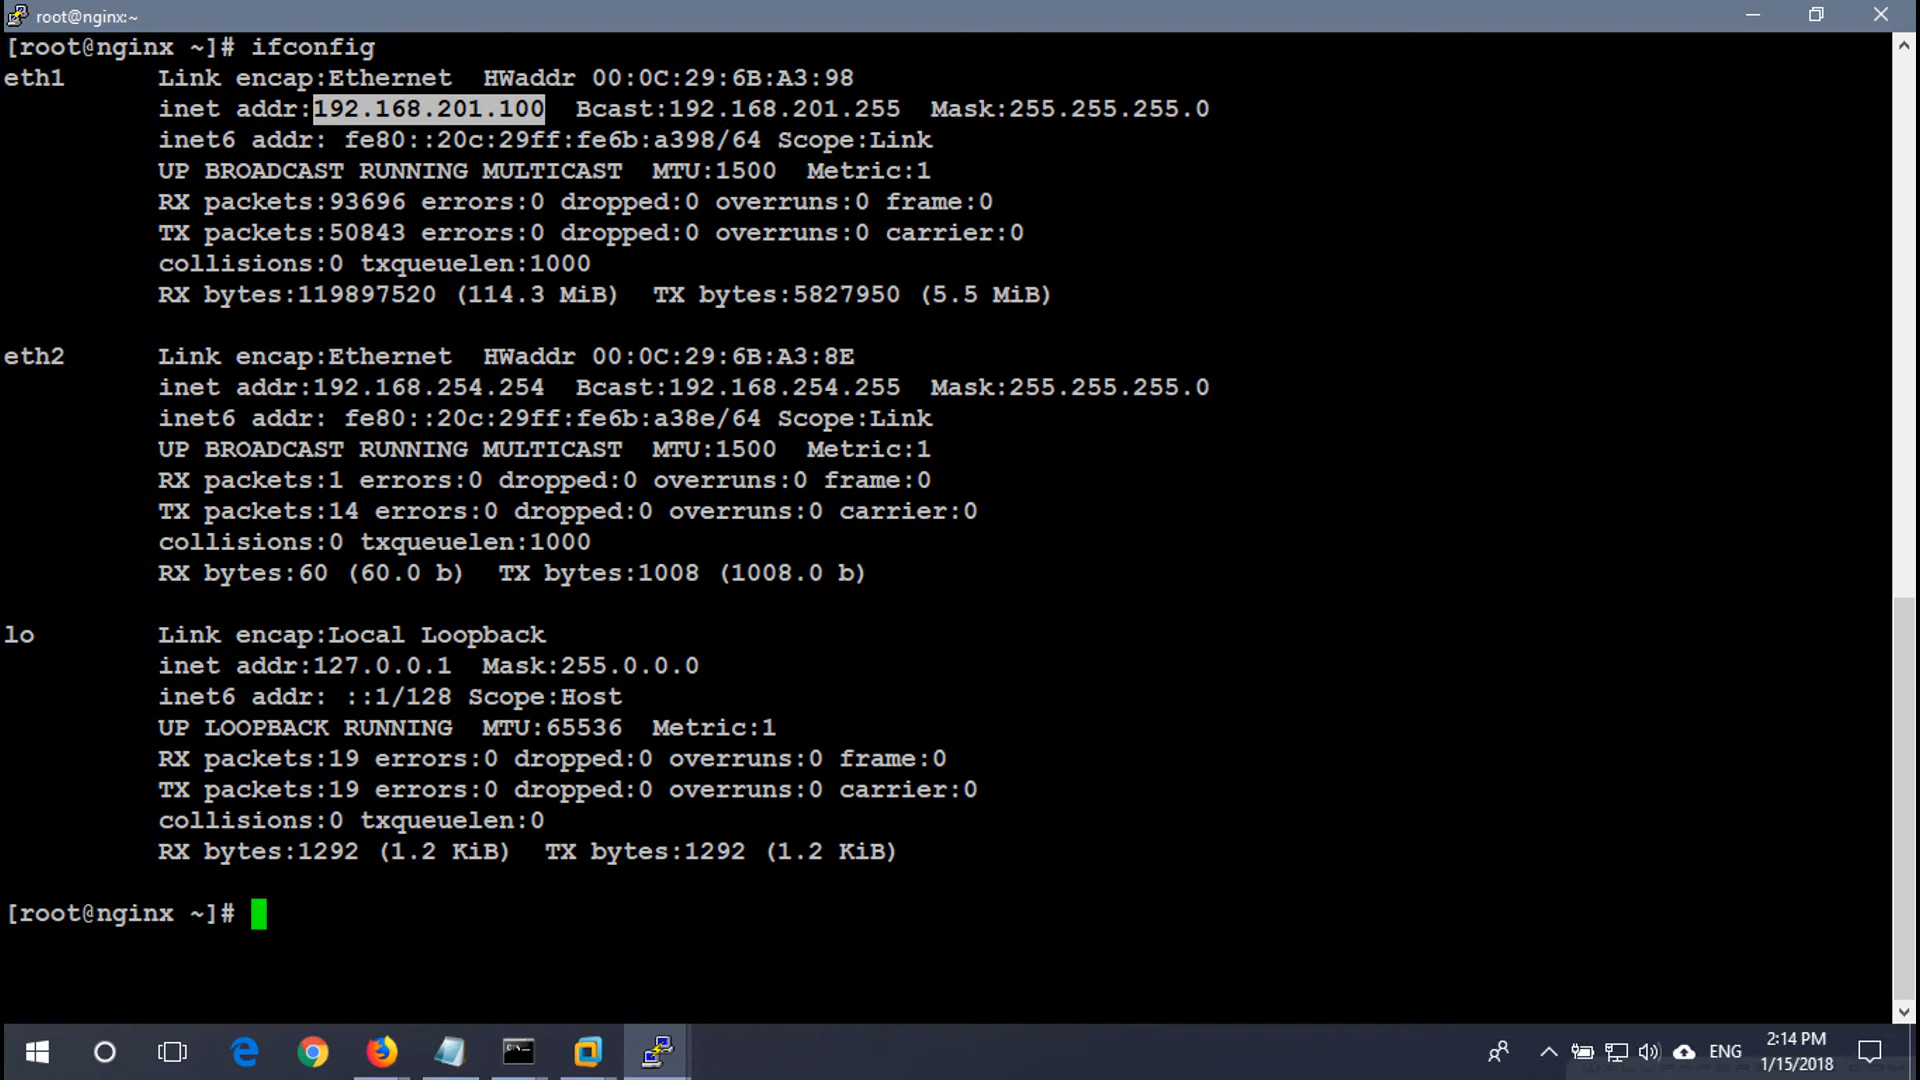 root@nginx:~
[root@nginx ~]# ifconfig
eth1      Link encap:Ethernet  HWaddr 00:0C:29:6B:A3:98
          inet addr:192.168.201.100  Bcast:192.168.201.255  Mask:255.255.255.0
          inet6 addr: fe80::20c:29ff:fe6b:a398/64 Scope:Link
          UP BROADCAST RUNNING MULTICAST  MTU:1500  Metric:1
          RX packets:93696 errors:0 dropped:0 overruns:0 frame:0
          TX packets:50843 errors:0 dropped:0 overruns:0 carrier:0
          collisions:0 txqueuelen:1000
          RX bytes:119897520 (114.3 MiB)  TX bytes:5827950 (5.5 MiB)

eth2      Link encap:Ethernet  HWaddr 00:0C:29:6B:A3:8E
          inet addr:192.168.254.254  Bcast:192.168.254.255  Mask:255.255.255.0
          inet6 addr: fe80::20c:29ff:fe6b:a38e/64 Scope:Link
          UP BROADCAST RUNNING MULTICAST  MTU:1500  Metric:1
          RX packets:1 errors:0 dropped:0 overruns:0 frame:0
          TX packets:14 errors:0 dropped:0 overruns:0 carrier:0
          collisions:0 txqueuelen:1000
          RX bytes:60 (60.0 b)  TX bytes:1008 (1008.0 b)

lo        Link encap:Local Loopback
          inet addr:127.0.0.1  Mask:255.0.0.0
          inet6 addr: ::1/128 Scope:Host
          UP LOOPBACK RUNNING  MTU:65536  Metric:1
          RX packets:19 errors:0 dropped:0 overruns:0 frame:0
          TX packets:19 errors:0 dropped:0 overruns:0 carrier:0
          collisions:0 txqueuelen:0
          RX bytes:1292 (1.2 KiB)  TX bytes:1292 (1.2 KiB)

[root@nginx ~]#
ENG
2:14 PM
1/15/2018